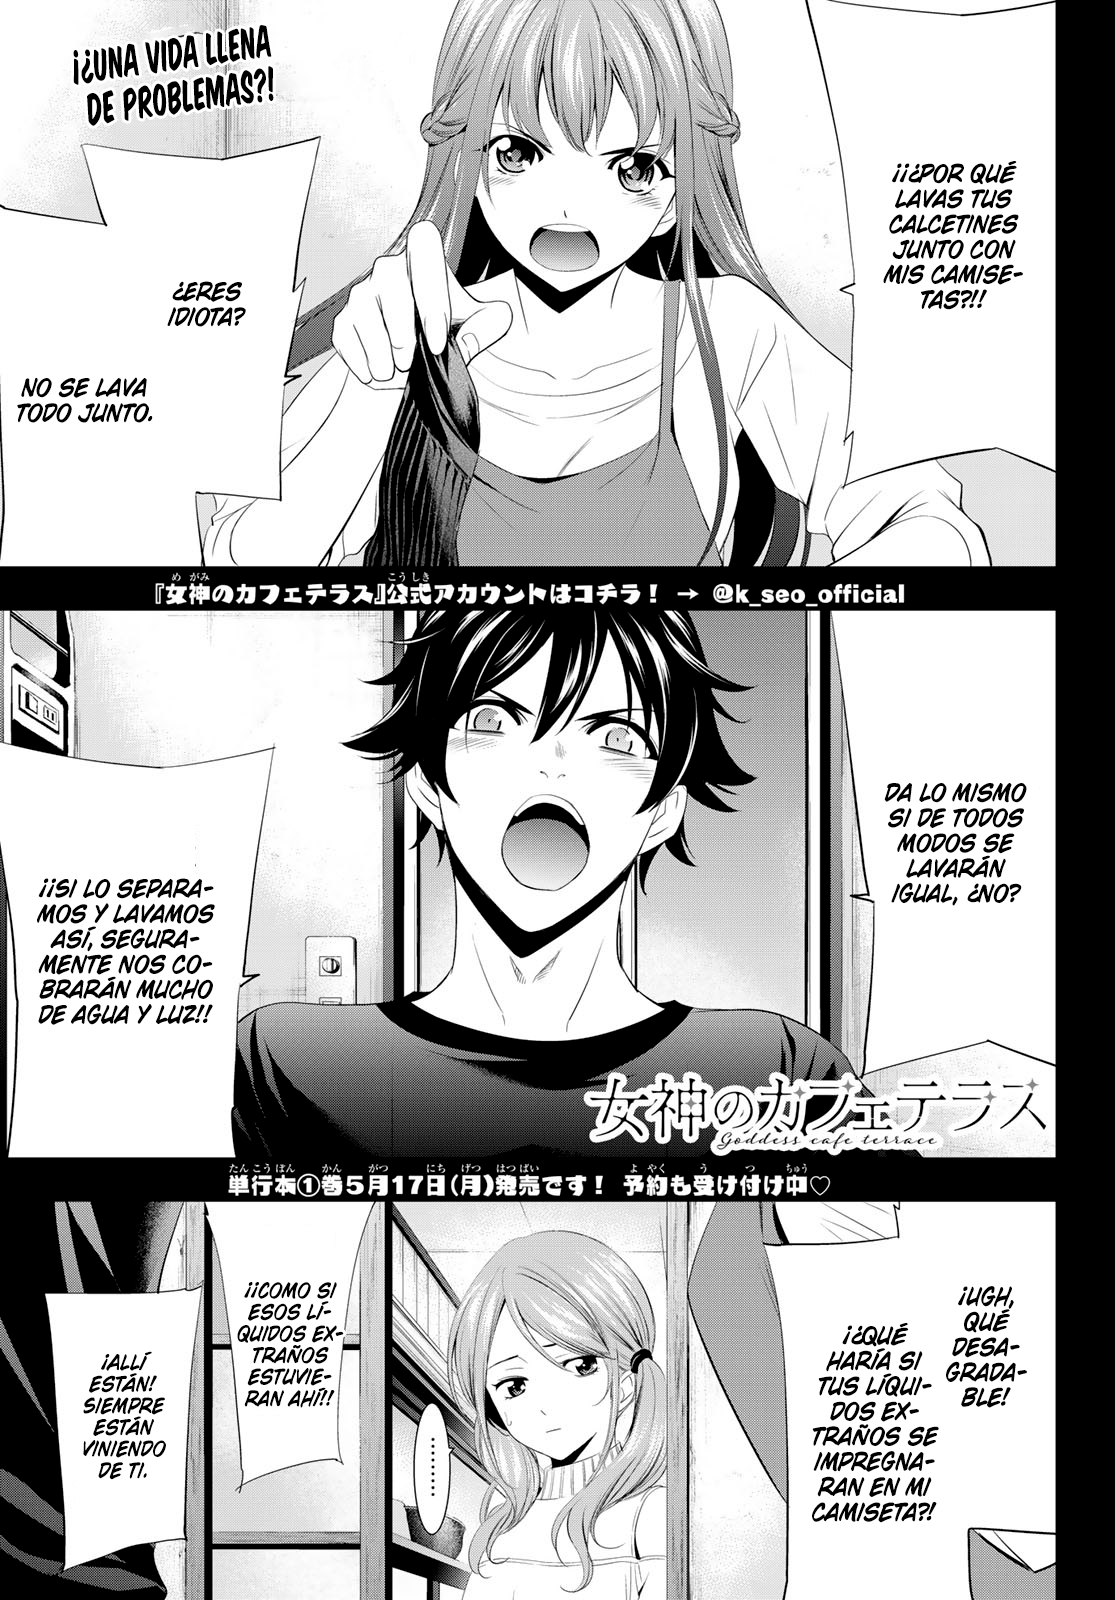 ¡¿UNA VIDA LLENA
DE PROBLEMAS?!
¡¡¿POR QUÉ
LAVAS TUS
CALCETINES
JUNTO CON
MIS CAMISE-
TAS?!!
¿ERES
IDIOTA?
NO SE LAVA
TODO JUNTO.
『女神のカフェテラス』公式アカウントはコチラ! → @k_seo_official
DA LO MISMO
SI DE TODOS
MODOS SE
LAVARÁN
IGUAL, ¿NO?
¡¡SI LO SEPARA-
MOS Y LAVAMOS
ASÍ, SEGURA-
MENTE NOS CO-
BRARÁN MUCHO
DE AGUA Y LUZ!!
女神のカフェテラス
Goddess cafe terrace
単行本①巻5月17日(月)発売です! 予約も受け付け中♡
¡UGH,
QUÉ
DESA-
GRADA-
BLE!
¡¿QUÉ
HARÍA SI
TUS LÍQUI-
DOS EX-
TRAÑOS SE
IMPREGNA-
RAN EN MI
CAMISETA?!
………
¡¡COMO SI
ESOS LÍ-
QUIDOS EX-
TRAÑOS
ESTUVIE-
RAN AHÍ!!
¡ALLÍ
ESTÁN!
SIEMPRE
ESTÁN
VINIENDO
DE TI.